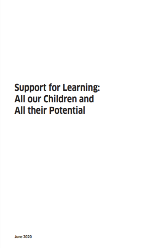 Support for Learning:
All our Children and
All their Potential
June 2020